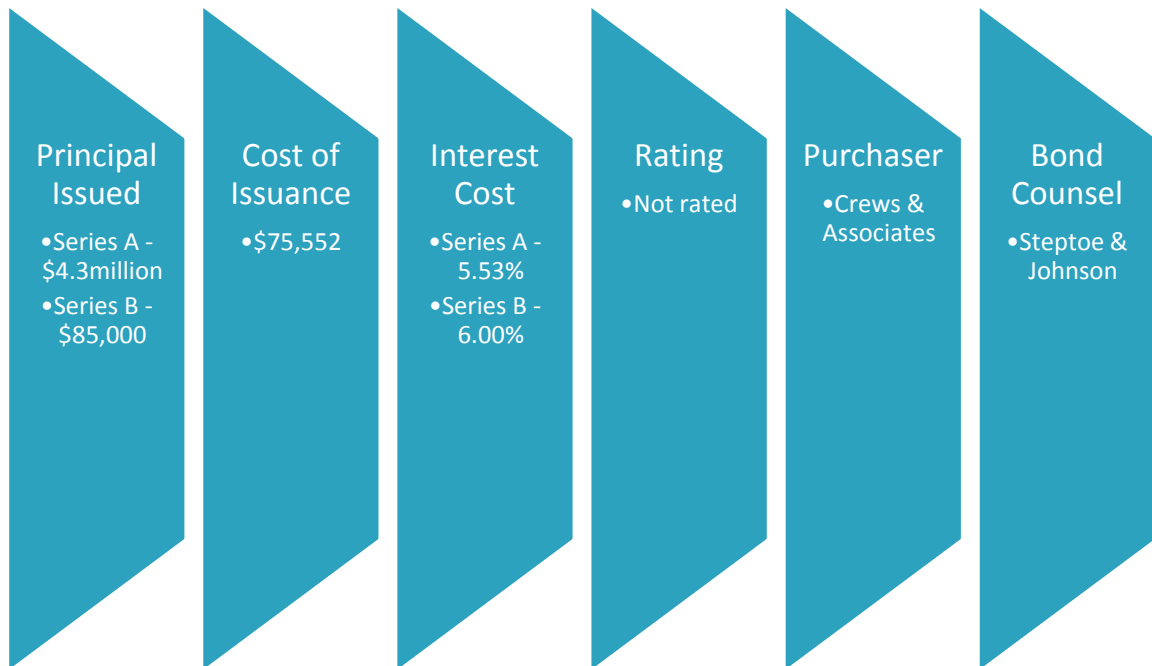 Principal
Issued
•Series A -
$4.3million
•Series B -
$85,000
Cost of
Issuance
•$75,552
Interest
Cost
•Series A -
5.53%
•Series B -
6.00%
Rating
•Not rated
Purchaser
•Crews &
Associates
Bond
Counsel
•Steptoe &
Johnson